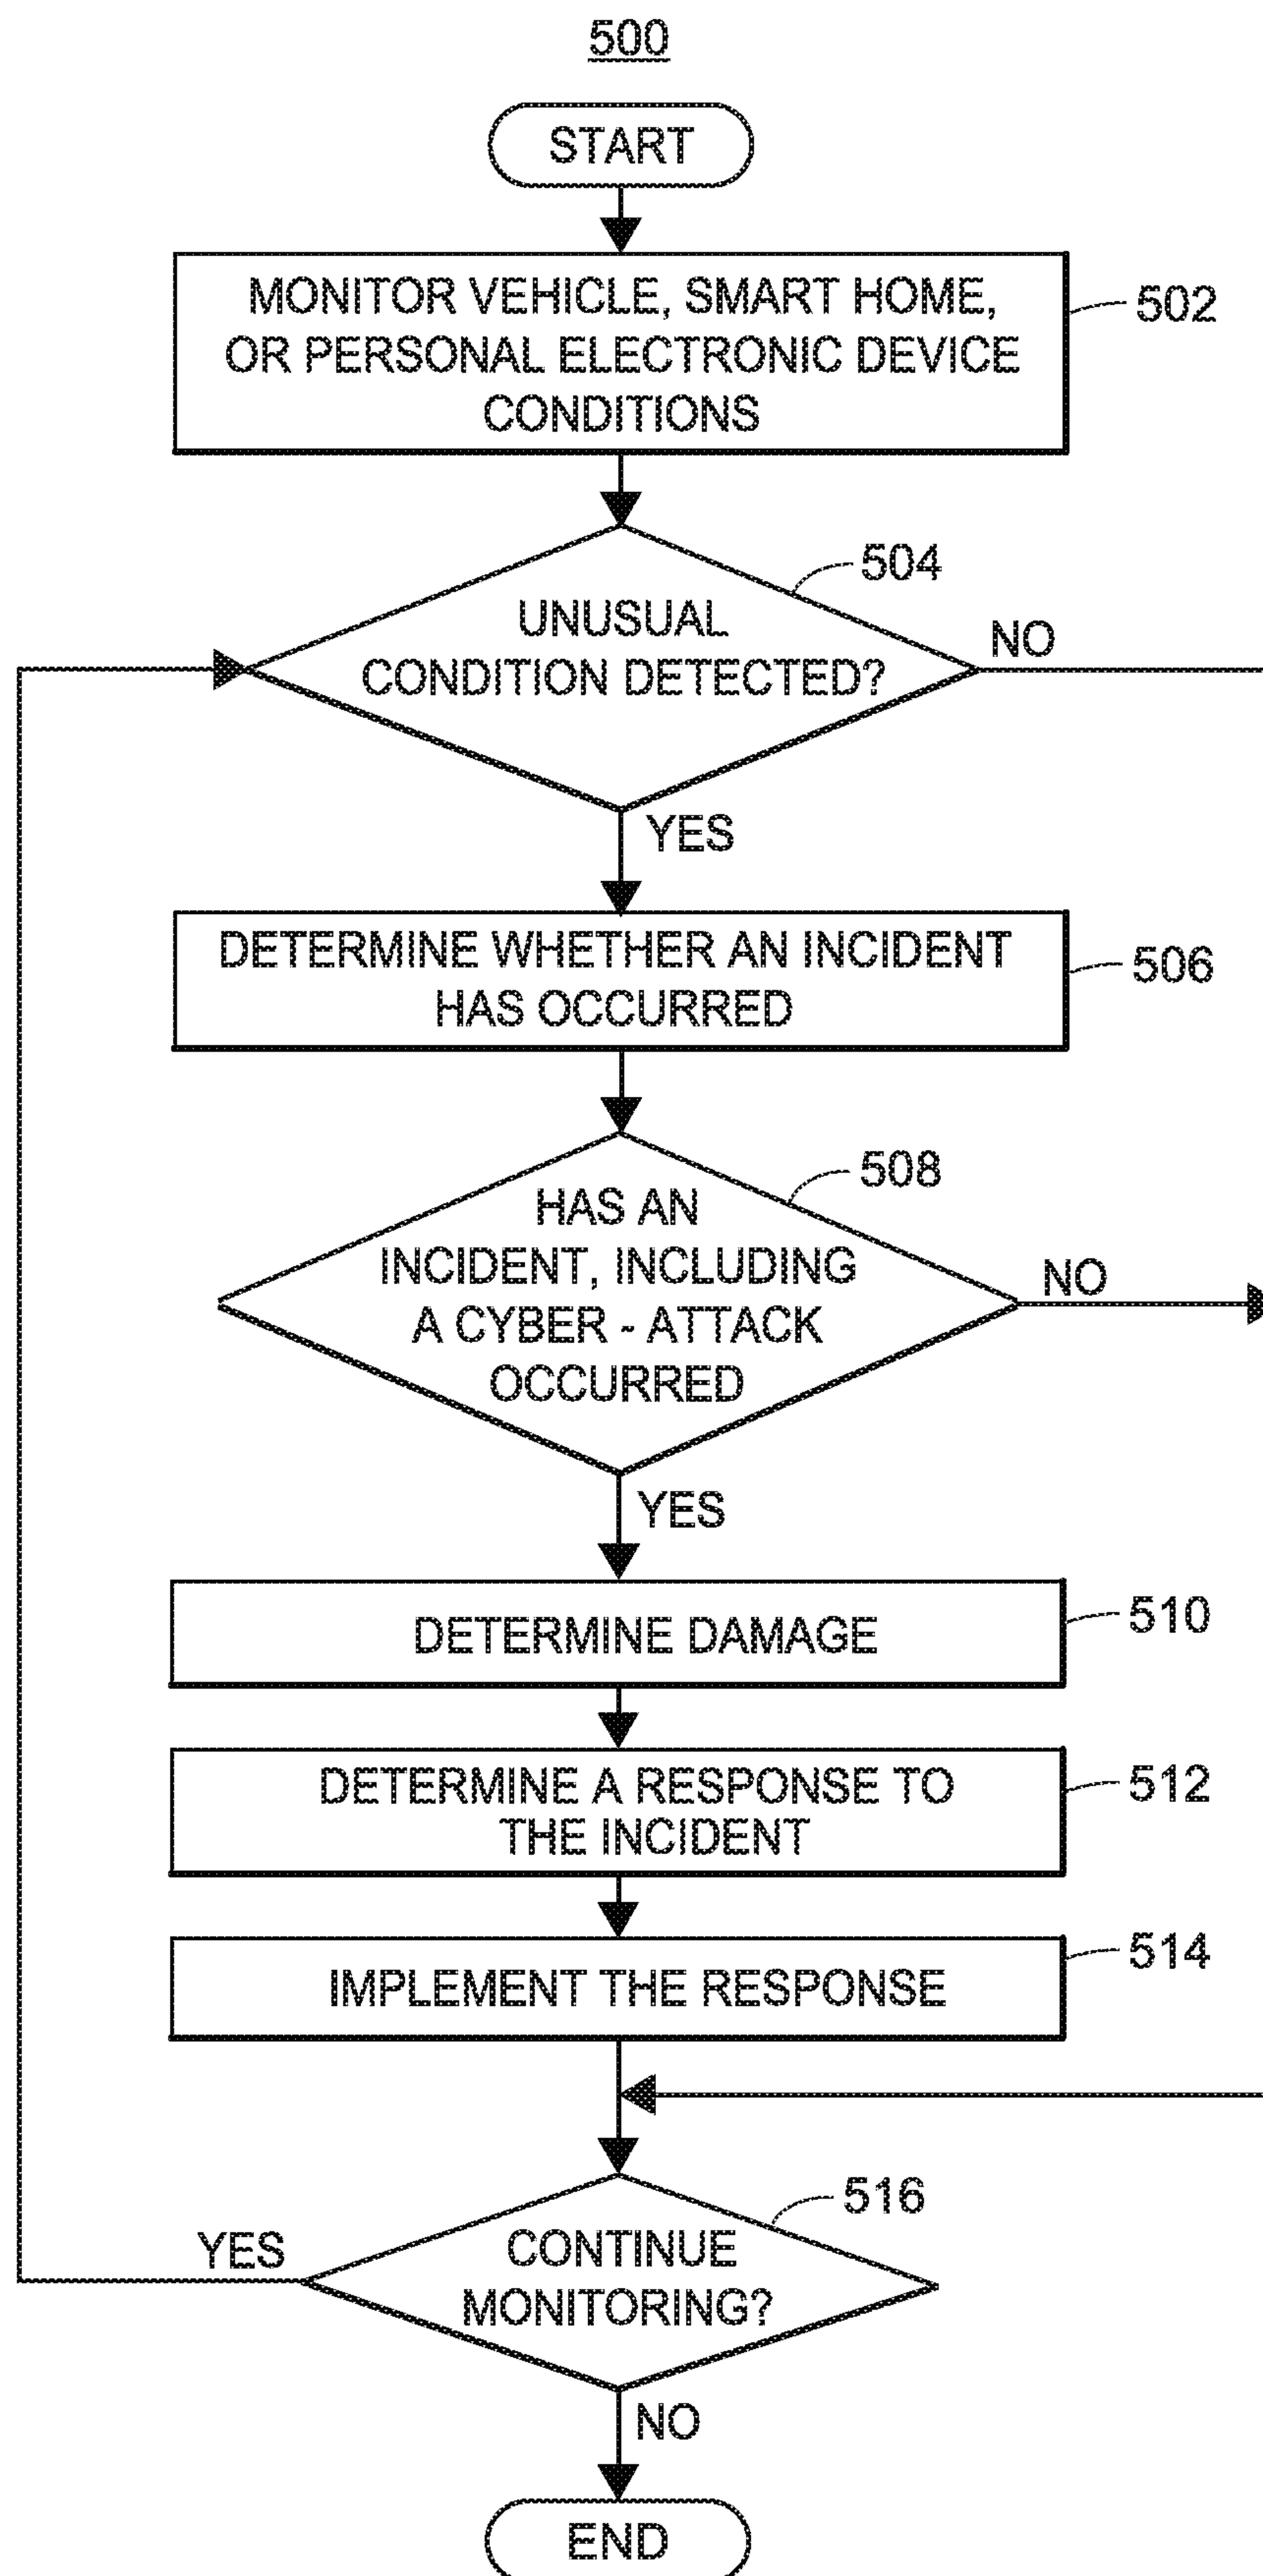 500
START
MONITOR VEHICLE, SMART HOME,
OR PERSONAL ELECTRONIC DEVICE
CONDITIONS
502
504
UNUSUAL
CONDITION DETECTED?
NO
YES
DETERMINE WHETHER AN INCIDENT
HAS OCCURRED
506
508
HAS AN
INCIDENT, INCLUDING
A CYBER - ATTACK
OCCURRED
NO
YES
DETERMINE DAMAGE
510
DETERMINE A RESPONSE TO
THE INCIDENT
512
IMPLEMENT THE RESPONSE
514
516
CONTINUE
MONITORING?
YES
NO
END